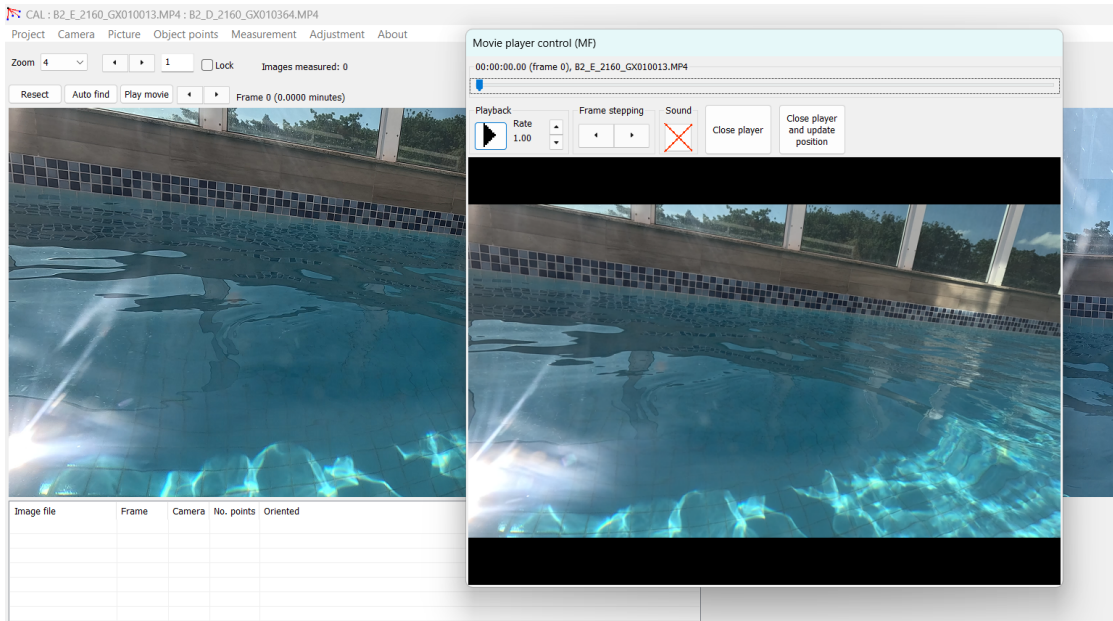 CAL : B2_E_2160_GX010013.MP4 : B2_D_2160_GX010364.MP4
Project Camera Picture Object points Measurement Adjustment About
Zoom 4 1 Lock Images measured: 0
Resect Auto find Play movie Frame 0 (0.0000 minutes)
Movie player control (MF)
00:00:00.00 (frame 0), B2_E_2160_GX010013.MP4
Playback Frame stepping Sound
Rate
1.00
Close player
Close player
and update
position
Image file Frame Camera No. points Oriented